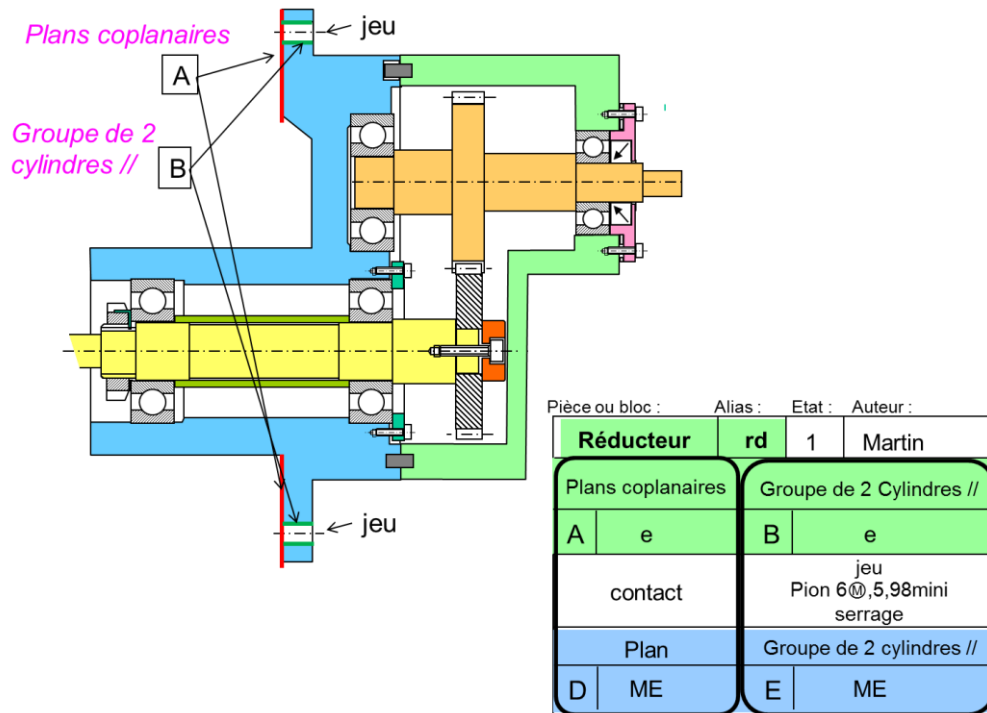 Plans coplanaires
jeu
A
Groupe de 2
cylindres //
B
jeu
Pièce ou bloc : Alias : Etat : Auteur :
Réducteur rd 1 Martin
Plans coplanaires Groupe de 2 Cylindres //
A e B e
contact
jeu
Pion 6Ⓜ,5,98mini
serrage
Plan Groupe de 2 cylindres //
D ME E ME